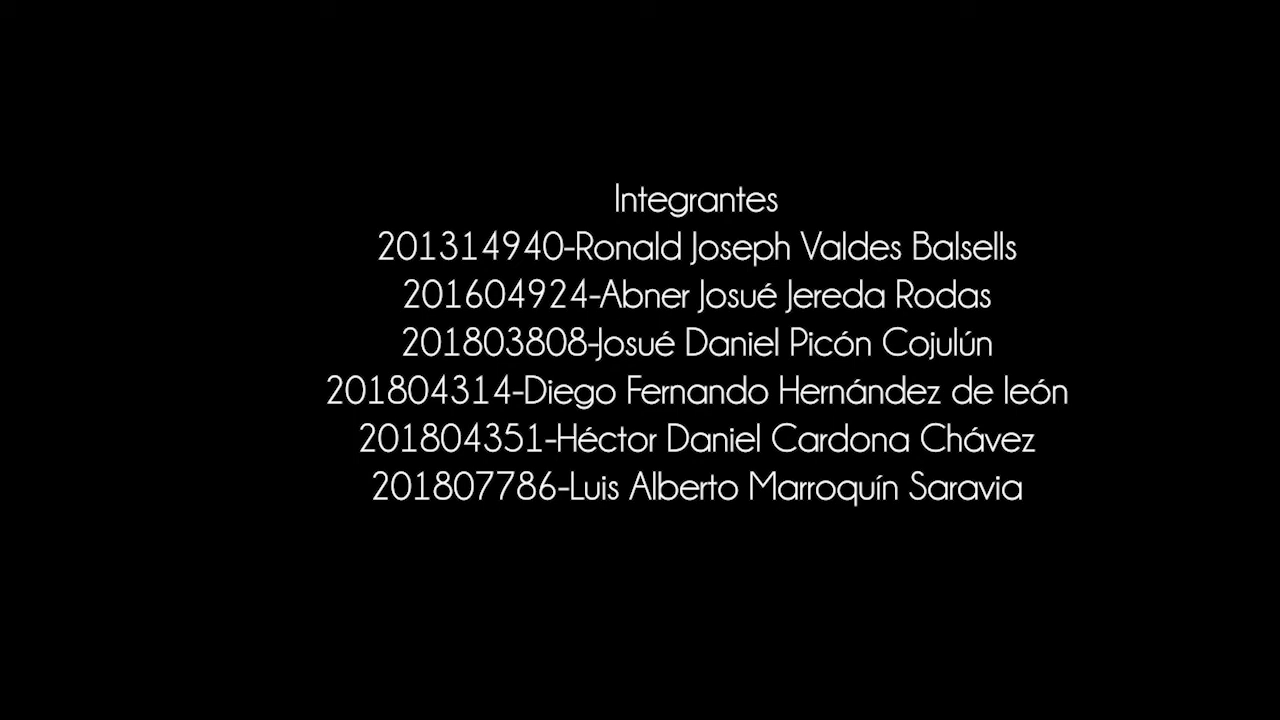 Integrantes
201314940-Ronald Joseph Valdes Balsells
201604924-Abner Josué Jereda Rodas
201803808-Josué Daniel Picón Cojulún
201804314-Diego Fernando Hernández de león
201804351-Héctor Daniel Cardona Chávez
201807786-Luis Alberto Marroquín Saravia